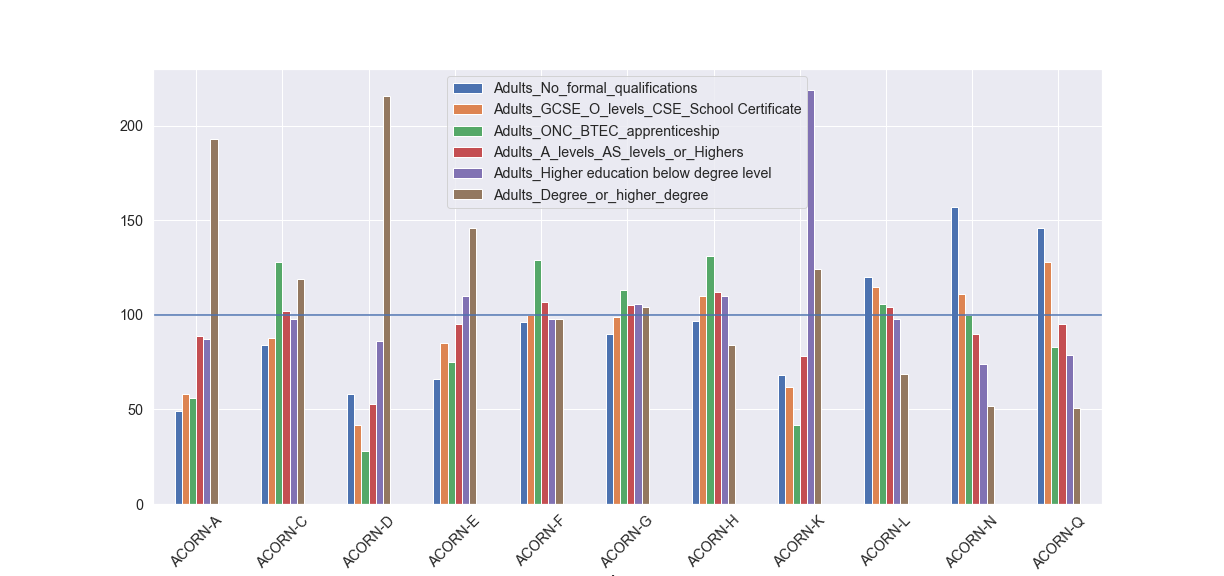 Adults_No_formal_qualifications
Adults_GCSE_O_levels_CSE_School Certificate
Adults_ONC_BTEC_apprenticeship
Adults_A_levels_AS_levels_or_Highers
Adults_Higher education below degree level
Adults_Degree_or_higher_degree
200
150
100
50
0
ACORN-A
ACORN-C
ACORN-D
ACORN-E
ACORN-F
ACORN-G
ACORN-H
ACORN-K
ACORN-L
ACORN-N
ACORN-Q